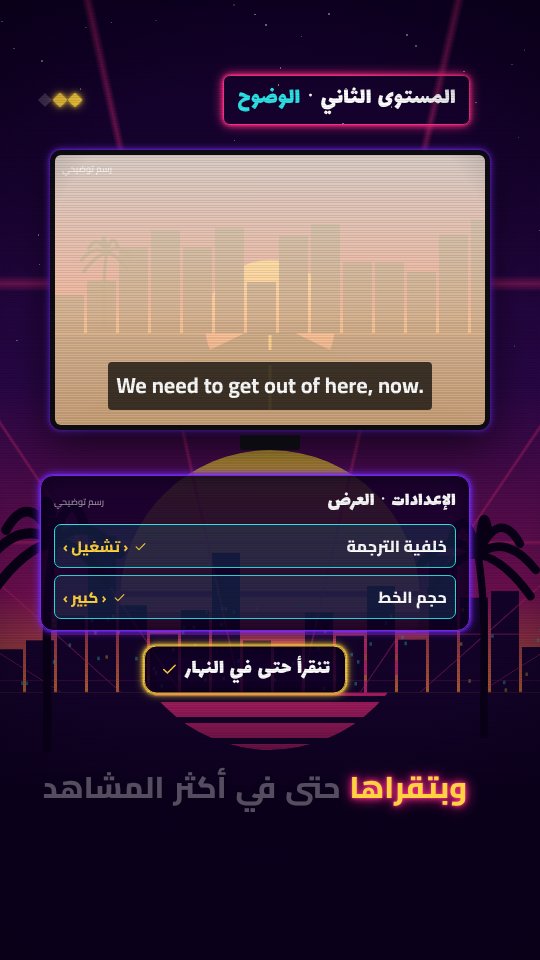 المستوى الثاني · الوضوح
رسم توضيحي
We need to get out of here, now.
الإعدادات · العرض
رسم توضيحي
خلفية الترجمة
‹ تشغيل › ✓
حجم الخط
‹ كبير › ✓
تنقرأ حتى في النهار ✓
وبتقراها حتى في أكثر المشاهد